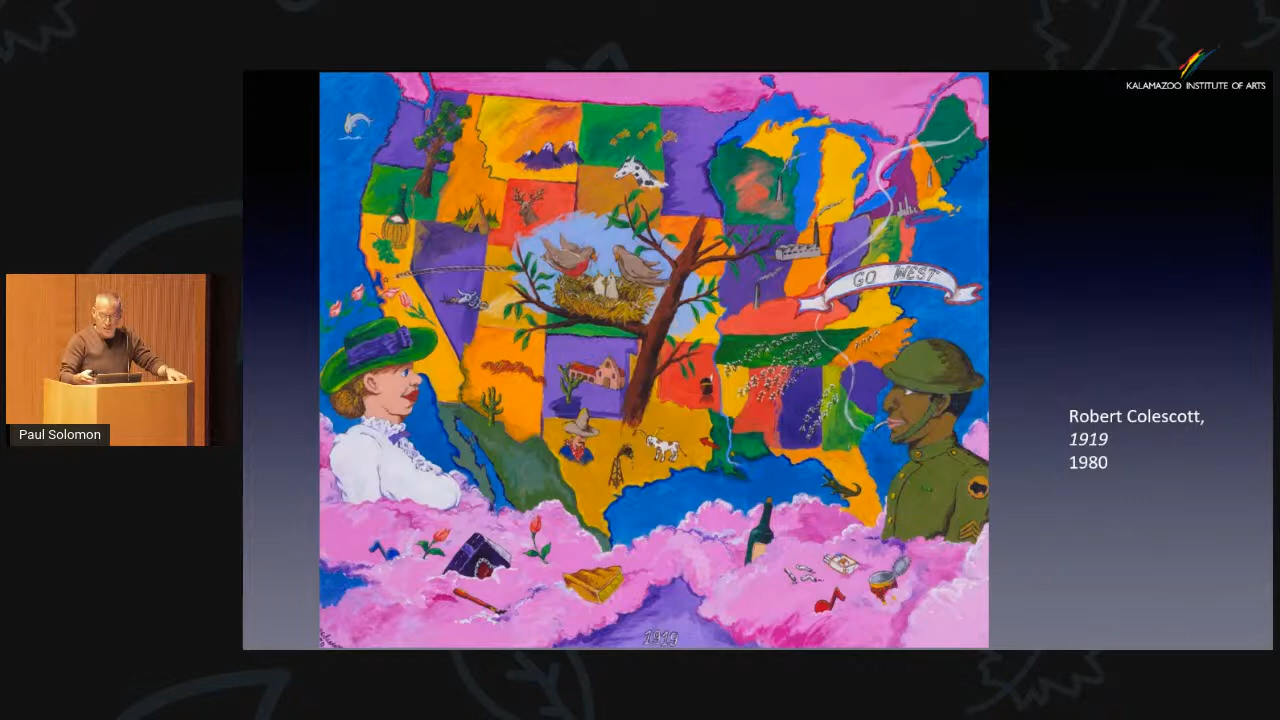 KALAMAZOO INSTITUTE OF ARTS
GO WEST
Robert Colescott,
1919
1980
Paul Solomon
1919